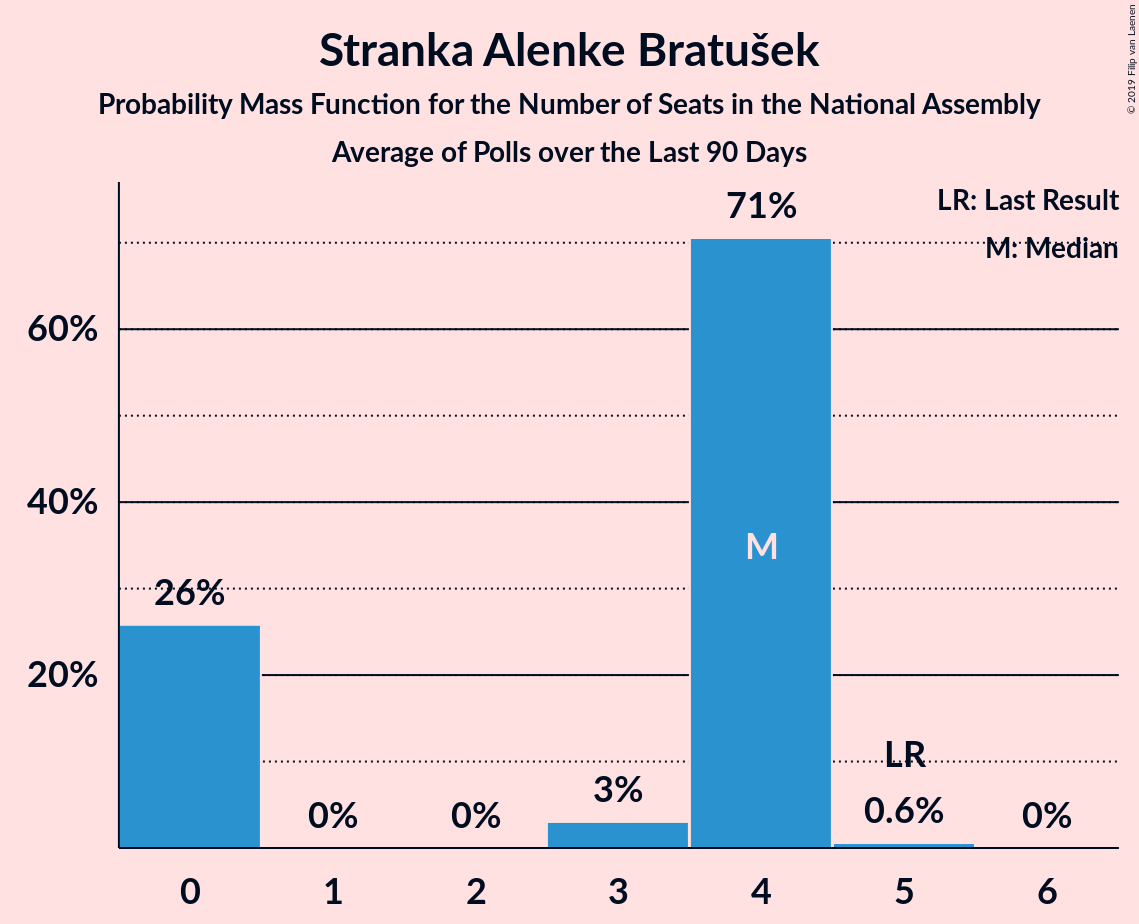 Stranka Alenke Bratušek
Probability Mass Function for the Number of Seats in the National Assembly
Average of Polls over the Last 90 Days
© 2019 Filip van Laenen
LR: Last Result
M: Median
71%
60%
40%
20%
26%
0%
0%
3%
M
LR
0.6%
0%
0 1 2 3 4 5 6